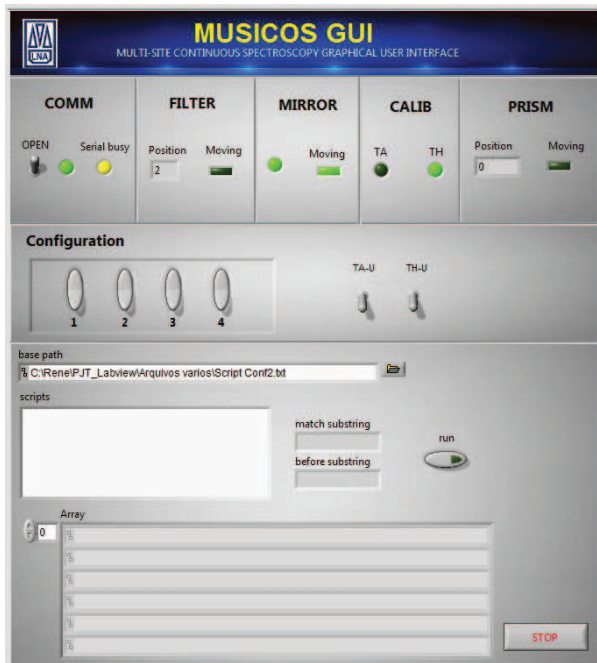 MUSICOS GUI
LNA
MULTI-SITE CONTINUOUS SPECTROSCOPY GRAPHICAL USER INTERFACE
COMM
FILTER
MIRROR
CALIB
PRISM
OPEN
Serial busy
Position
Moving
Moving
TA
TH
Position
Moving
2
0
Configuration
TA-U
TH-U
1
2
3
4
base path
C:\Rene\PJT_Labview\Arquivos varios\Script Conf2.txt
scripts
match substring
run
before substring
Array
0
STOP